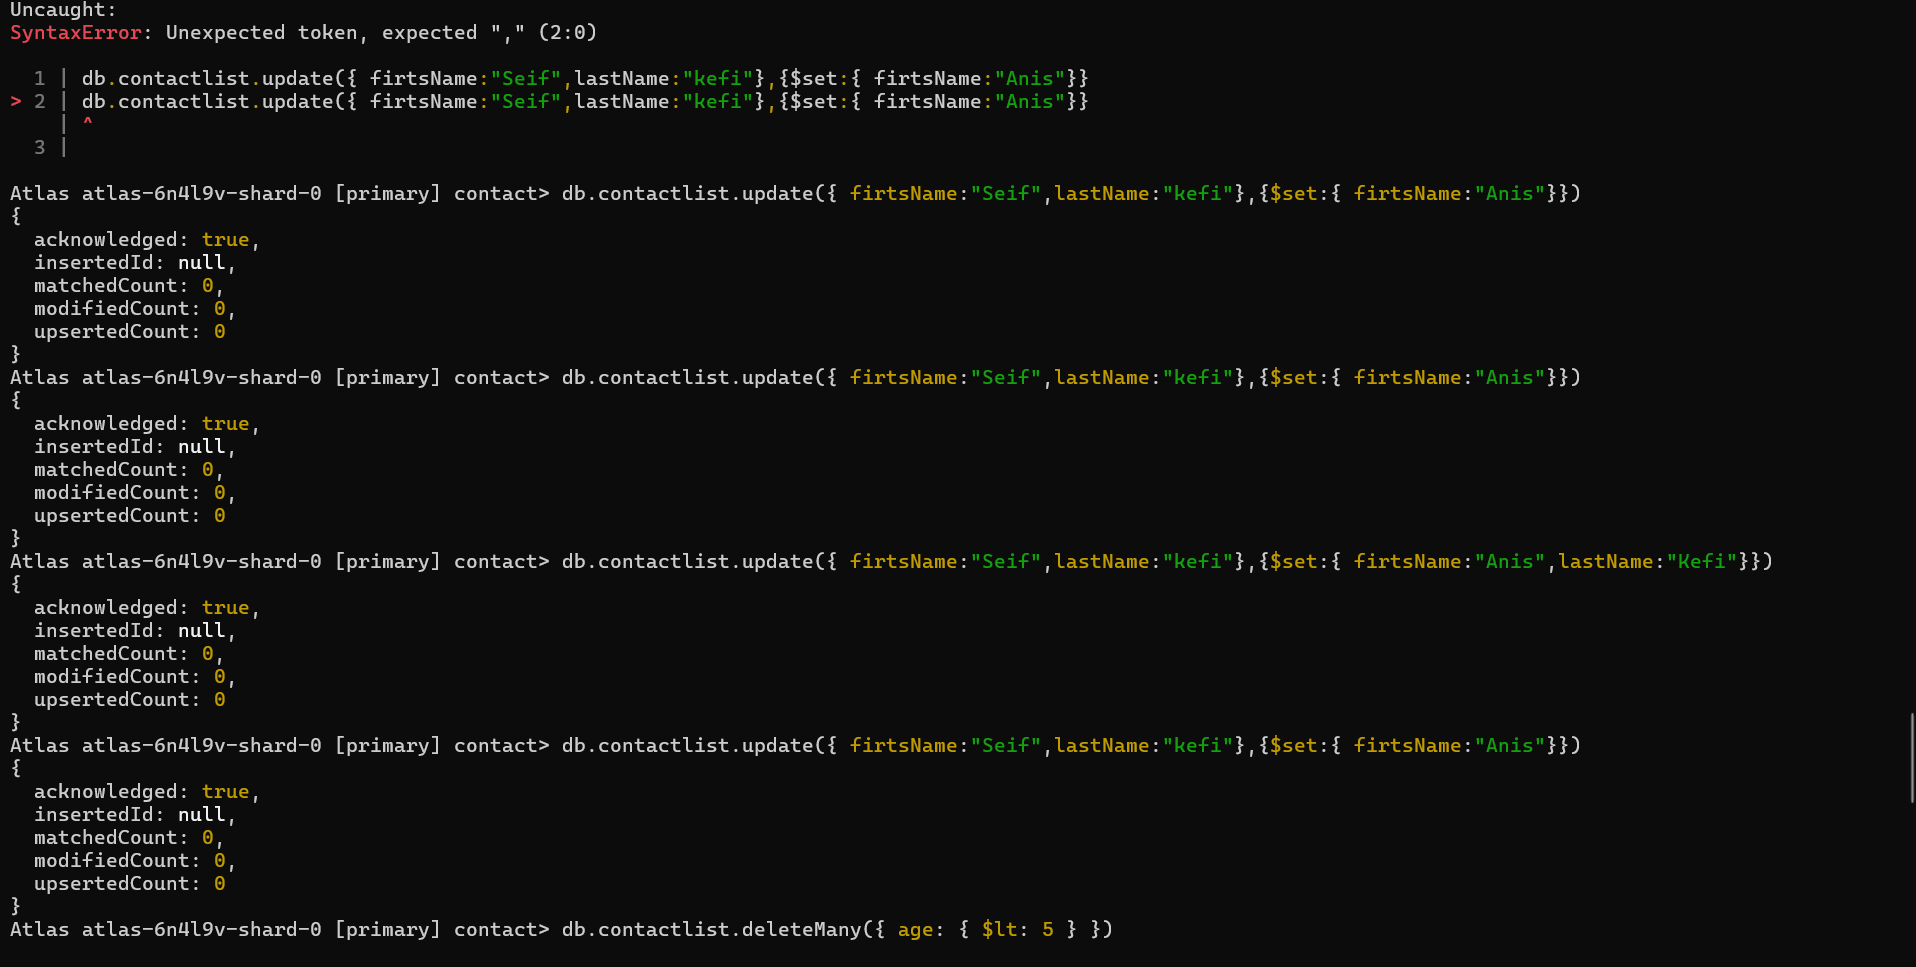 Uncaught:
SyntaxError: Unexpected token, expected "," (2:0)
  1 | db.contactlist.update({ firtsName:"Seif",lastName:"kefi"},{$set:{ firtsName:"Anis"}}
> 2 | db.contactlist.update({ firtsName:"Seif",lastName:"kefi"},{$set:{ firtsName:"Anis"}}
    | ^
  3 |
Atlas atlas-6n4l9v-shard-0 [primary] contact> db.contactlist.update({ firtsName:"Seif",lastName:"kefi"},{$set:{ firtsName:"Anis"}})
{
  acknowledged: true,
  insertedId: null,
  matchedCount: 0,
  modifiedCount: 0,
  upsertedCount: 0
}
Atlas atlas-6n4l9v-shard-0 [primary] contact> db.contactlist.update({ firtsName:"Seif",lastName:"kefi"},{$set:{ firtsName:"Anis"}})
{
  acknowledged: true,
  insertedId: null,
  matchedCount: 0,
  modifiedCount: 0,
  upsertedCount: 0
}
Atlas atlas-6n4l9v-shard-0 [primary] contact> db.contactlist.update({ firtsName:"Seif",lastName:"kefi"},{$set:{ firtsName:"Anis",lastName:"Kefi"}})
{
  acknowledged: true,
  insertedId: null,
  matchedCount: 0,
  modifiedCount: 0,
  upsertedCount: 0
}
Atlas atlas-6n4l9v-shard-0 [primary] contact> db.contactlist.update({ firtsName:"Seif",lastName:"kefi"},{$set:{ firtsName:"Anis"}})
{
  acknowledged: true,
  insertedId: null,
  matchedCount: 0,
  modifiedCount: 0,
  upsertedCount: 0
}
Atlas atlas-6n4l9v-shard-0 [primary] contact> db.contactlist.deleteMany({ age: { $lt: 5 } })